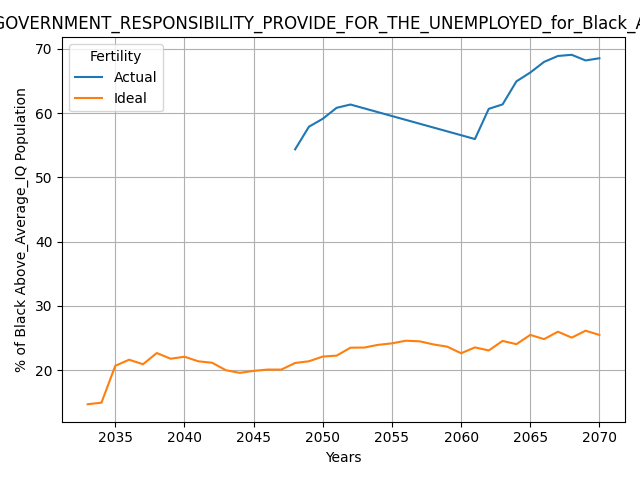 GOVERNMENT_RESPONSIBILITY_PROVIDE_FOR_THE_UNEMPLOYED_for_Black_A
Fertility
Actual
Ideal
% of Black Above_Average_IQ Population
70
60
50
40
30
20
2035 2040 2045 2050 2055 2060 2065 2070
Years